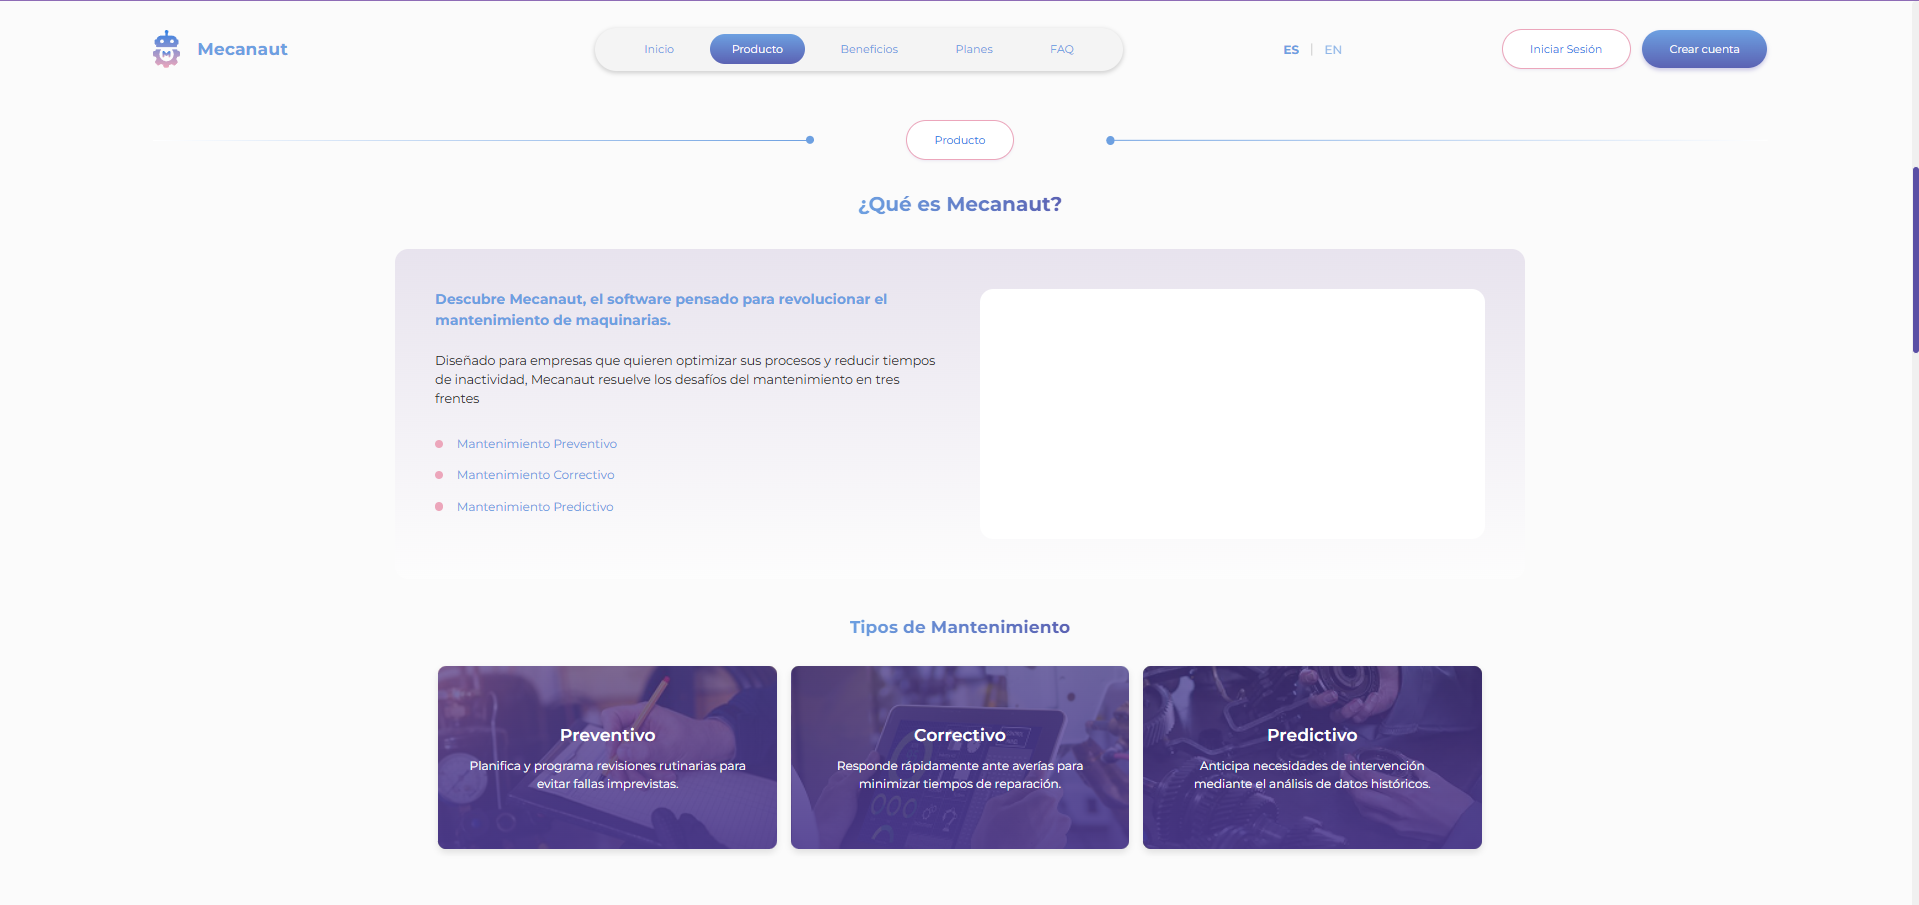 Mecanaut
Inicio
Producto
Beneficios
Planes
FAQ
ES | EN
Iniciar Sesión
Crear cuenta
Producto
¿Qué es Mecanaut?
Descubre Mecanaut, el software pensado para revolucionar el
mantenimiento de maquinarias.
Diseñado para empresas que quieren optimizar sus procesos y reducir tiempos
de inactividad, Mecanaut resuelve los desafíos del mantenimiento en tres
frentes
Mantenimiento Preventivo
Mantenimiento Correctivo
Mantenimiento Predictivo
Tipos de Mantenimiento
Preventivo
Planifica y programa revisiones rutinarias para
evitar fallas imprevistas.
Correctivo
Responde rápidamente ante averías para
minimizar tiempos de reparación.
Predictivo
Anticipa necesidades de intervención
mediante el análisis de datos históricos.